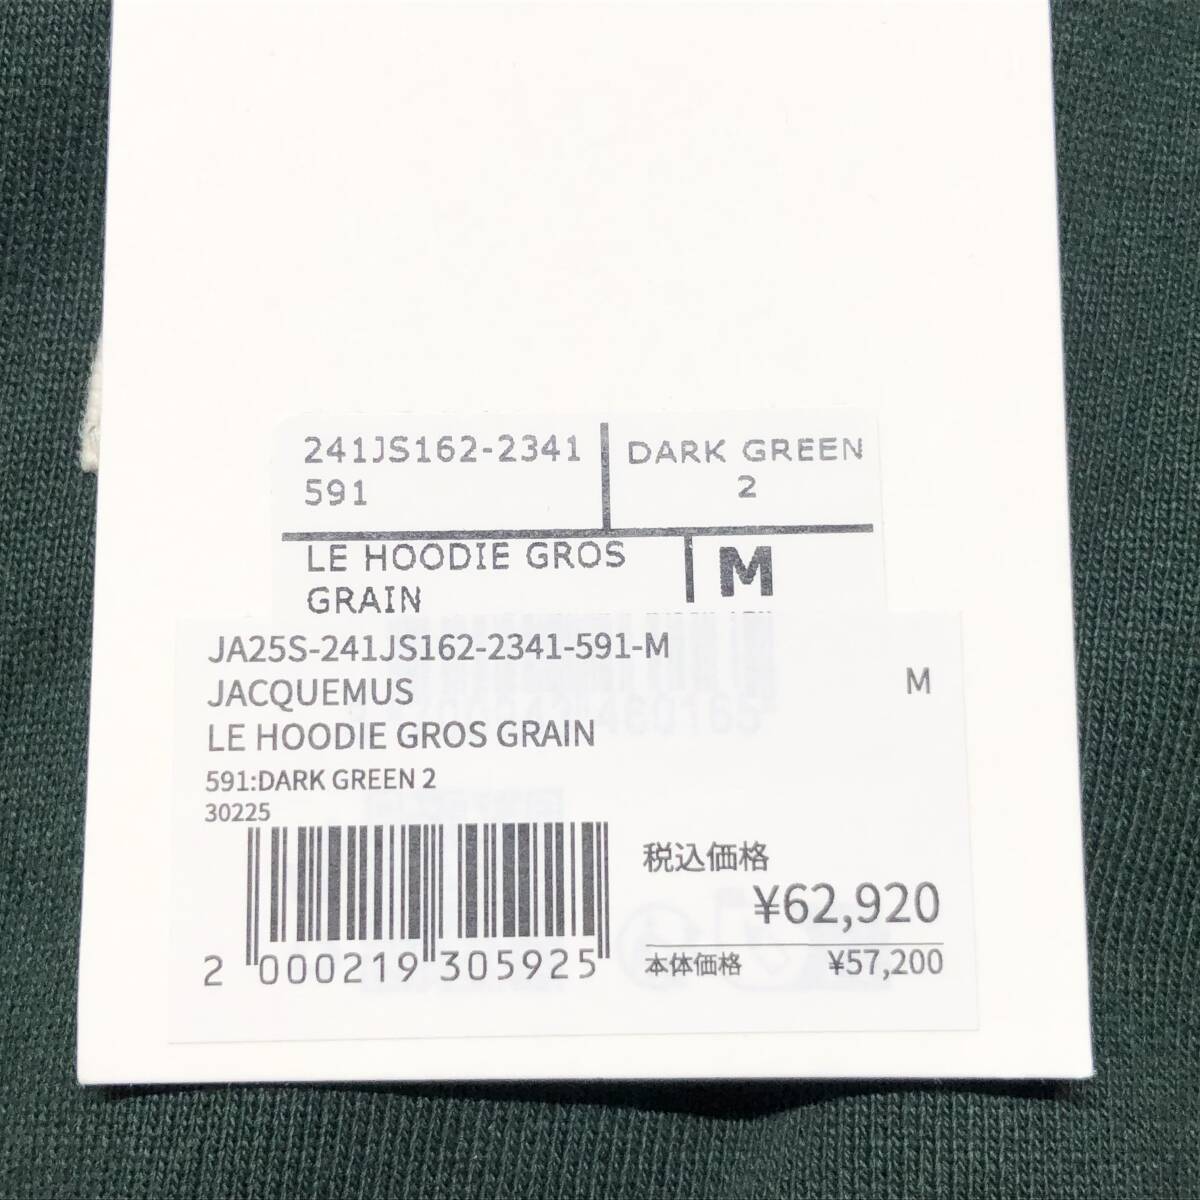 241JS162-2341
591
DARK GREEN
2
LE HOODIE GROS
GRAIN
M
JA25S-241JS162-2341-591-M
JACQUEMUS
M
LE HOODIE GROS GRAIN
591:DARK GREEN 2
30225
税込価格
¥62,920
本体価格 ¥57,200
2 000219 305925